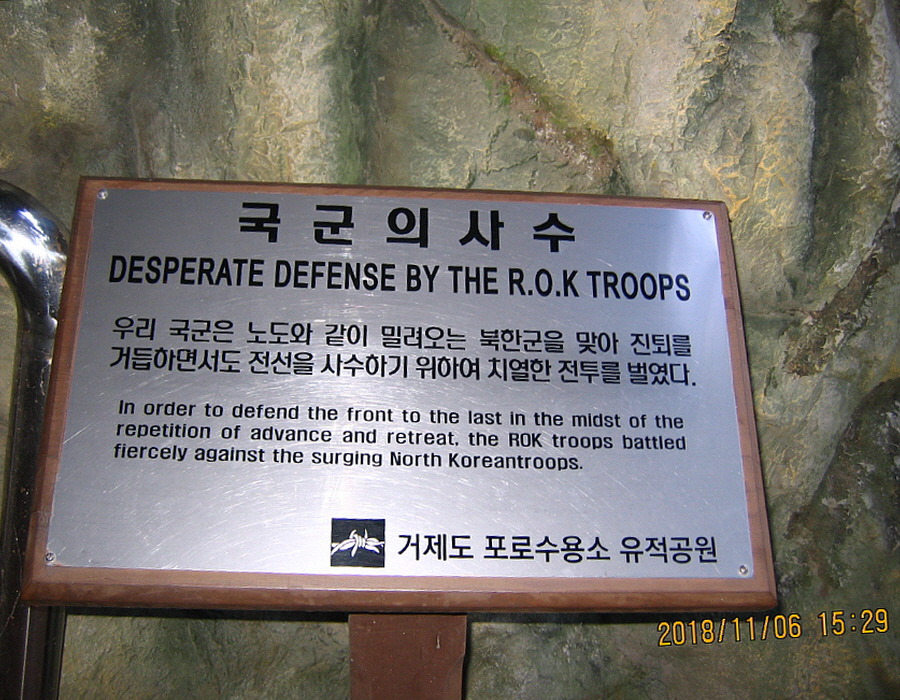 국군의사수
DESPERATE DEFENSE BY THE R.O.K TROOPS
우리 국군은 노도와 같이 밀려오는 북한군을 맞아 진퇴를
거듭하면서도 전선을 사수하기 위하여 치열한 전투를 벌였다.
In order to defend the front to the last in the midst of the
repetition of advance and retreat, the ROK troops battled
fiercely against the surging North Koreantroops.
거제도 포로수용소 유적공원
2018/11/06 15:29